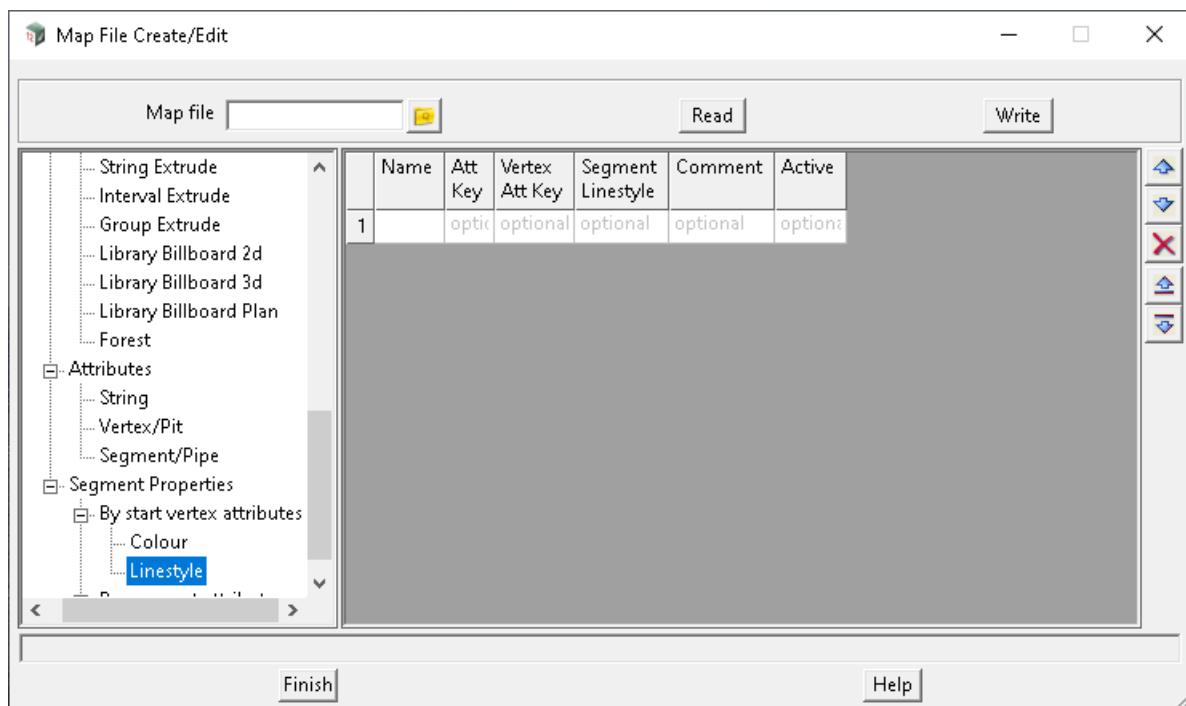 Map File Create/Edit
Map file
Read
Write
String Extrude
Interval Extrude
Group Extrude
Library Billboard 2d
Library Billboard 3d
Library Billboard Plan
Forest
Attributes
String
Vertex/Pit
Segment/Pipe
Segment Properties
By start vertex attributes
Colour
Linestyle
Name Att Key Vertex Att Key Segment Linestyle Comment Active
1 optic optional optional optional optiona
Finish
Help